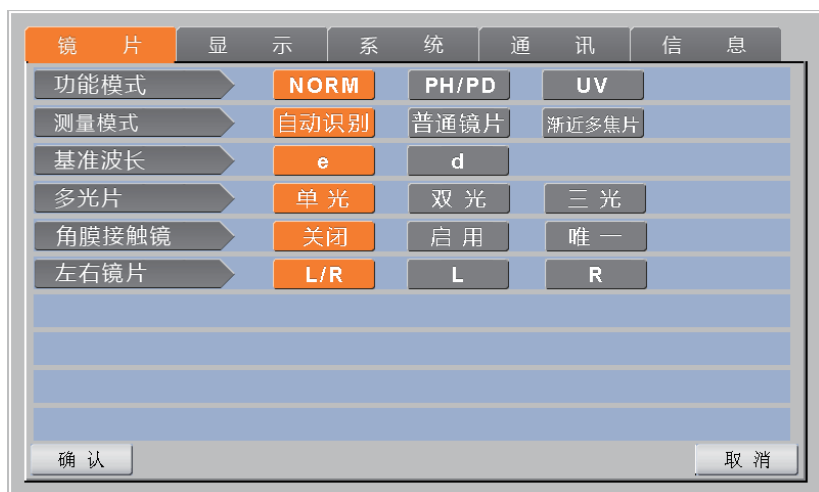 镜 片 显 示 系 统 通 讯 信 息
功能模式 NORM PH/PD UV
测量模式 自动识别 普通镜片 渐近多焦片
基准波长 e d
多光片 单光 双光 三光
角膜接触镜 关闭 启用 唯一
左右镜片 L/R L R
确认 取消